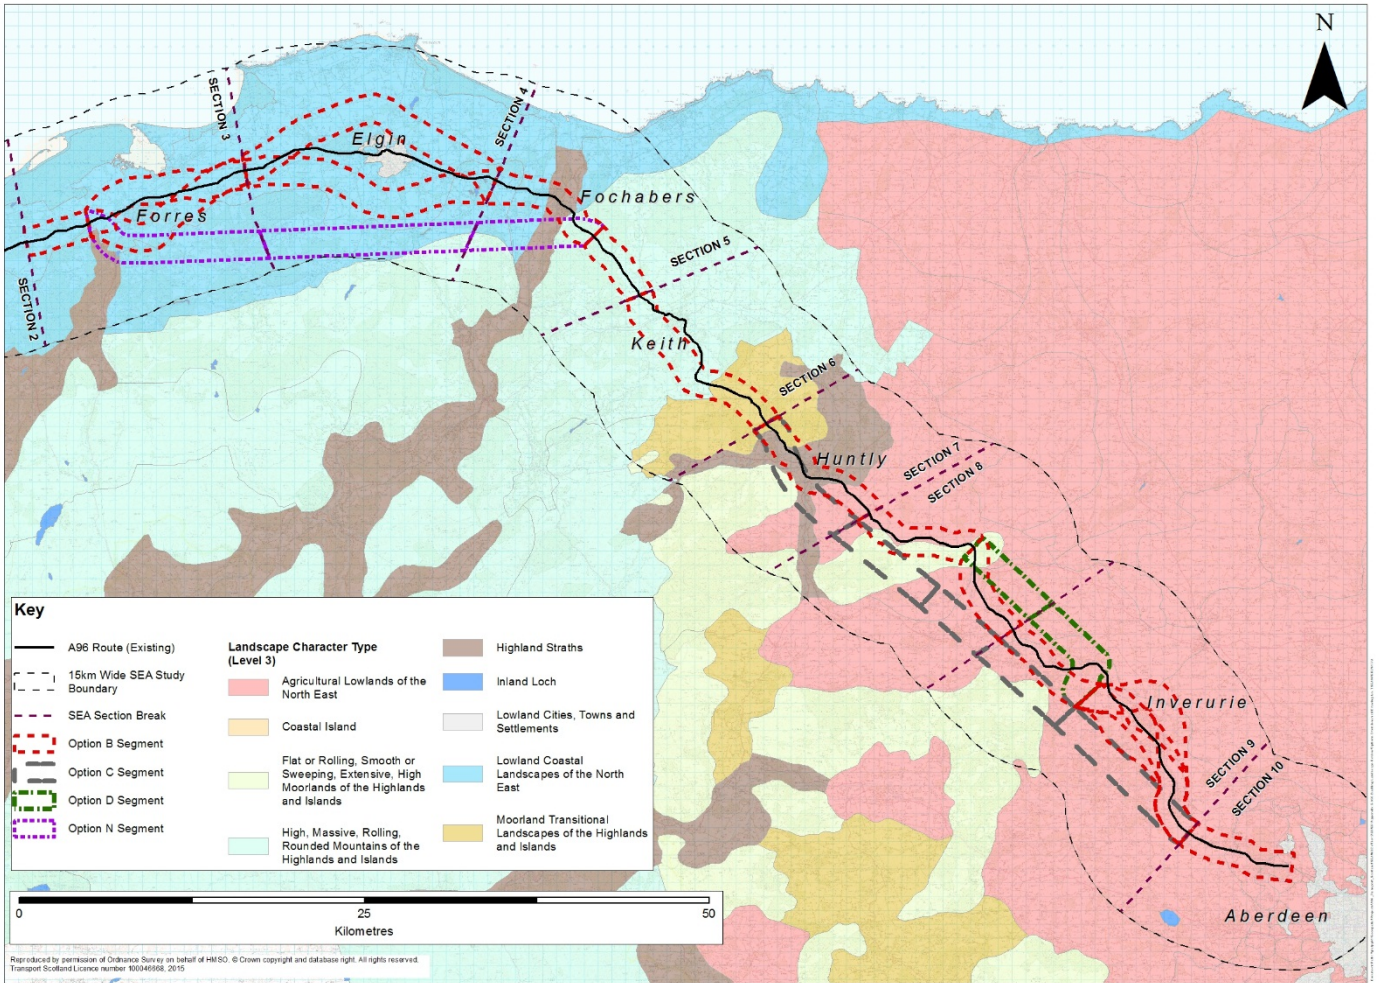 N
SECTION 3
SECTION 4
Elgin
Fochabers
Forres
SECTION 2
SECTION 5
Keith
SECTION 6
Huntly
SECTION 7
SECTION 8
Inverurie
SECTION 9
SECTION 10
Aberdeen
Key
A96 Route (Existing)
15km Wide SEA Study
Boundary
SEA Section Break
Option B Segment
Option C Segment
Option D Segment
Option N Segment
Landscape Character Type
(Level 3)
Agricultural Lowlands of the
North East
Coastal Island
Flat or Rolling, Smooth or
Sweeping, Extensive, High
Moorlands of the Highlands
and Islands
High, Massive, Rolling,
Rounded Mountains of the
Highlands and Islands
Highland Straths
Inland Loch
Lowland Cities, Towns and
Settlements
Lowland Coastal
Landscapes of the North
East
Moorland Transitional
Landscapes of the Highlands
and Islands
0 25 50
Kilometres
Reproduced by permission of Ordnance Survey on behalf of HMSO. © Crown copyright and database right. All rights reserved.
Transport Scotland Licence number 100046668, 2015